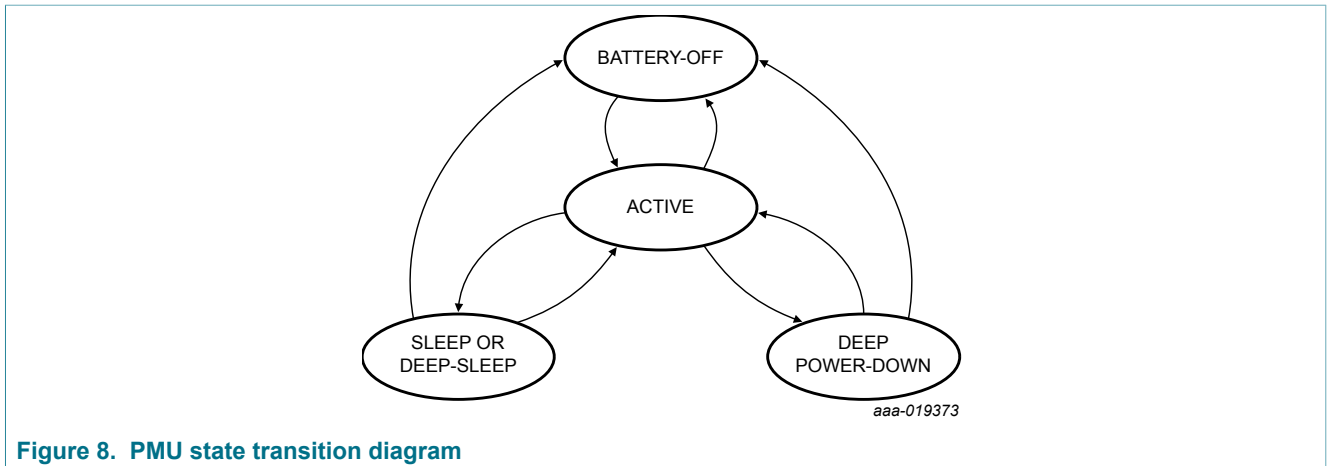 BATTERY-OFF
ACTIVE
SLEEP OR
DEEP-SLEEP
DEEP
POWER-DOWN
aaa-019373
Figure 8. PMU state transition diagram